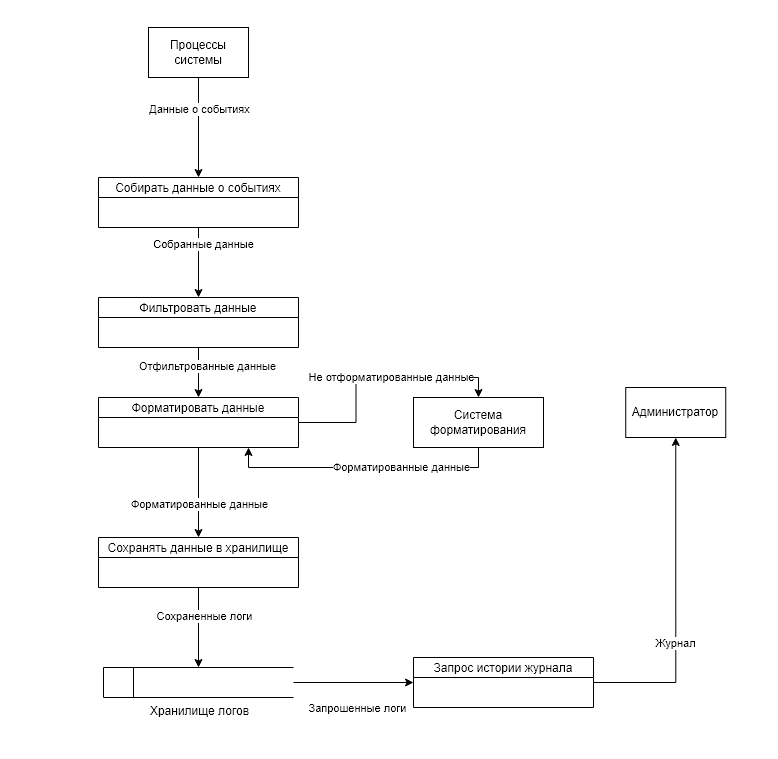 Процессы
системы
Данные о событиях
Собирать данные о событиях
Собранные данные
Фильтровать данные
Отфильтрованные данные
Не отформатированные данные
Форматировать данные
Система
форматирования
Администратор
Форматированные данные
Форматированные данные
Сохранять данные в хранилище
Сохраненные логи
Журнал
Запрос истории журнала
Хранилище логов
Запрошенные логи